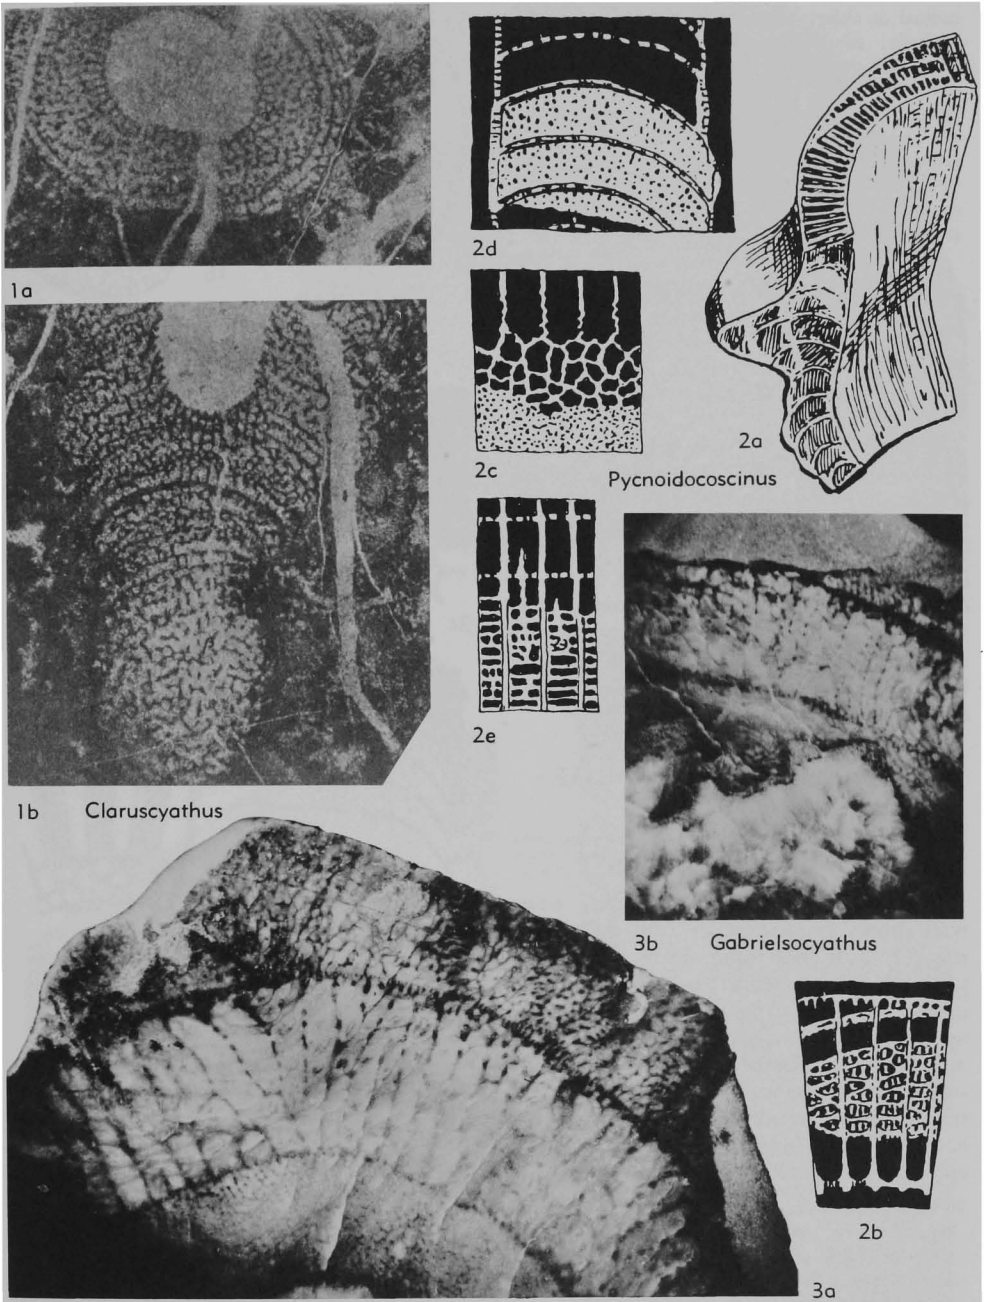 1a
2d
2c
2a
Pycnoidocoscinus
2e
1b Claruscyathus
3b Gabrielsocyathus
2b
3a